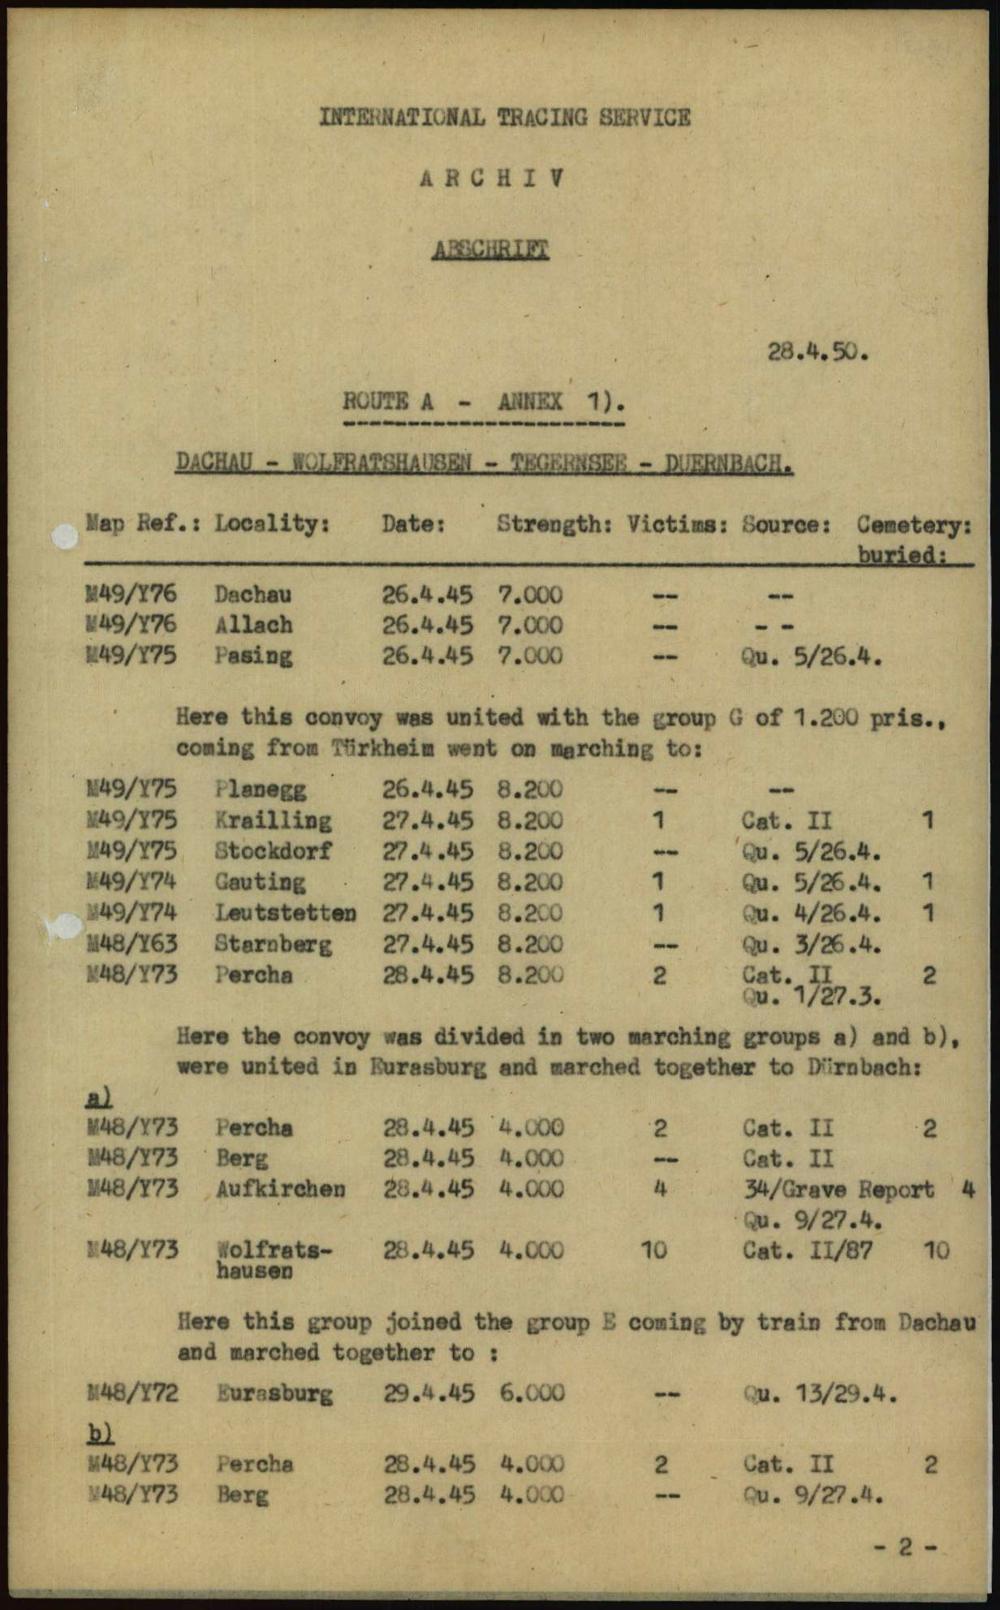 INTERNATIONAL TRACING SERVICE
ARCHIV
ABSCHRIFT
28.4.50.
ROUTE A - ANNEX 1).
DACHAU - WOLFRATSHAUSEN - TEGERNSEE - DUERNBACH.
Map Ref.: Locality: Date: Strength: Victims: Source: Cemetery:
buried:
M49/Y76 Dachau 26.4.45 7.000 -- --
M49/Y76 Allach 26.4.45 7.000 -- - -
M49/Y75 Pasing 26.4.45 7.000 -- Qu. 5/26.4.
Here this convoy was united with the group G of 1.200 pris.,
coming from Türkheim went on marching to:
M49/Y75 Planegg 26.4.45 8.200 -- --
M49/Y75 Krailling 27.4.45 8.200 1 Cat. II 1
M49/Y75 Stockdorf 27.4.45 8.200 -- Qu. 5/26.4.
M49/Y74 Gauting 27.4.45 8.200 1 Qu. 5/26.4. 1
M49/Y74 Leutstetten 27.4.45 8.200 1 Qu. 4/26.4. 1
M48/Y63 Starnberg 27.4.45 8.200 -- Qu. 3/26.4.
M48/Y73 Percha 28.4.45 8.200 2 Cat. II 2
Qu. 1/27.3.
Here the convoy was divided in two marching groups a) and b),
were united in Eurasburg and marched together to Dürnbach:
a)
M48/Y73 Percha 28.4.45 4.000 2 Cat. II 2
M48/Y73 Berg 28.4.45 4.000 -- Cat. II
M48/Y73 Aufkirchen 28.4.45 4.000 4 34/Grave Report 4
Qu. 9/27.4.
M48/Y73 Wolfrats- 28.4.45 4.000 10 Cat. II/87 10
hausen
Here this group joined the group E coming by train from Dachau
and marched together to :
M48/Y72 Eurasburg 29.4.45 6.000 -- Qu. 13/29.4.
b)
M48/Y73 Percha 28.4.45 4.000 2 Cat. II 2
M48/Y73 Berg 28.4.45 4.000 -- Qu. 9/27.4.
- 2 -